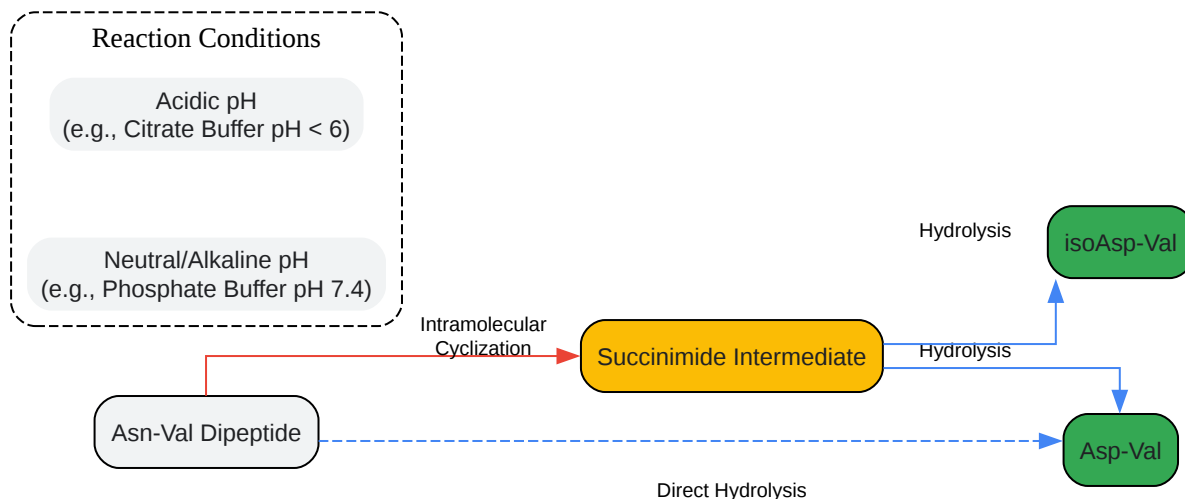 Reaction Conditions
Acidic pH
(e.g., Citrate Buffer pH < 6)
Neutral/Alkaline pH
(e.g., Phosphate Buffer pH 7.4)
Hydrolysis
isoAsp-Val
Intramolecular
Cyclization
Succinimide Intermediate
Hydrolysis
Asn-Val Dipeptide
Asp-Val
Direct Hydrolysis